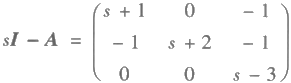 s + 1 0 − 1
sI − A = − 1 s + 2 − 1
0 0 s − 3